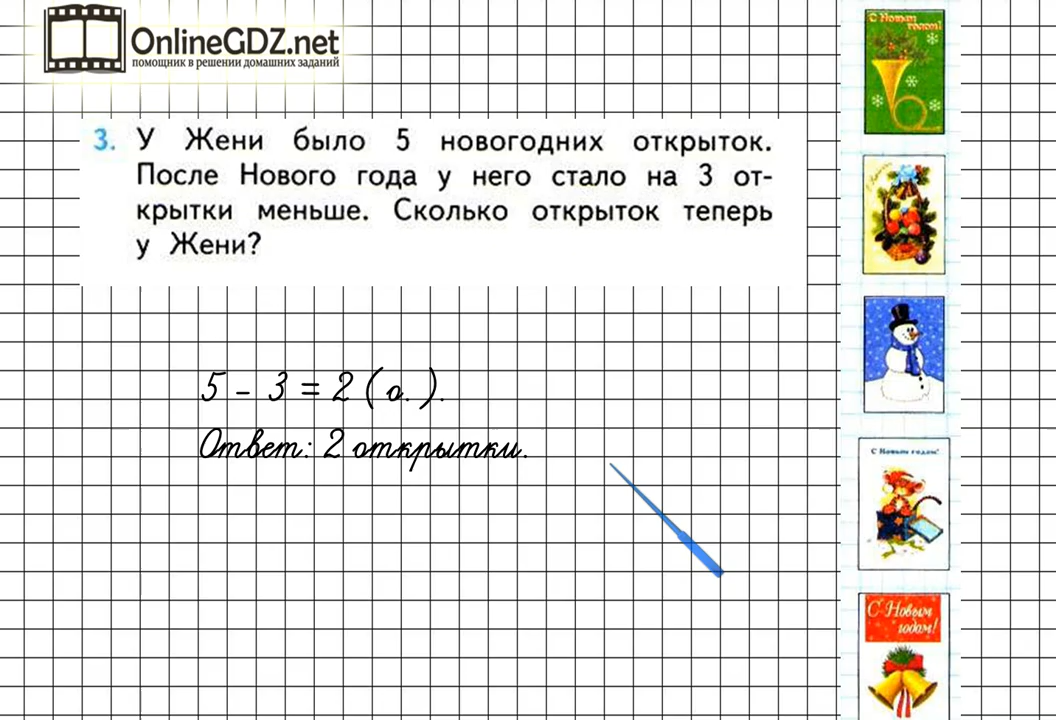 OnlineGDZ.net
помощник в решении домашних заданий
3. У Жени было 5 новогодних открыток.
После Нового года у него стало на 3 от-
крытки меньше. Сколько открыток теперь
у Жени?
5 - 3 = 2 (о. ).
Ответ: 2 открытки.
С Новым
годом!
С Новым годом!
С Новым
годом!